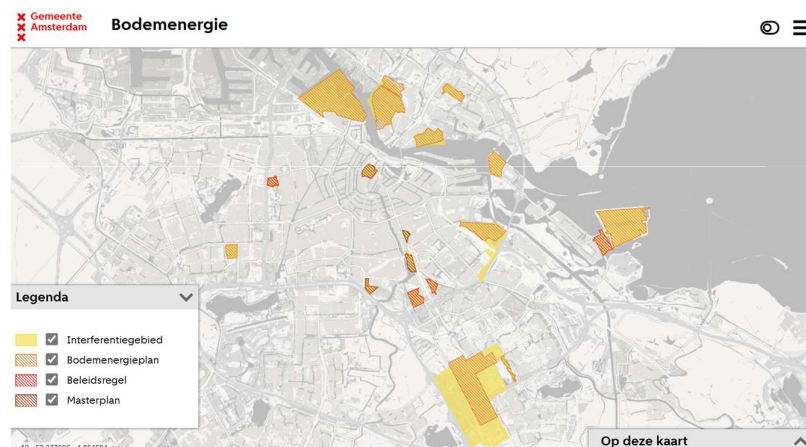 Gemeente
Amsterdam
Bodemenergie
Legenda
Interferentiegebied
Bodemenergieplan
Beleidsregel
Masterplan
Op deze kaart